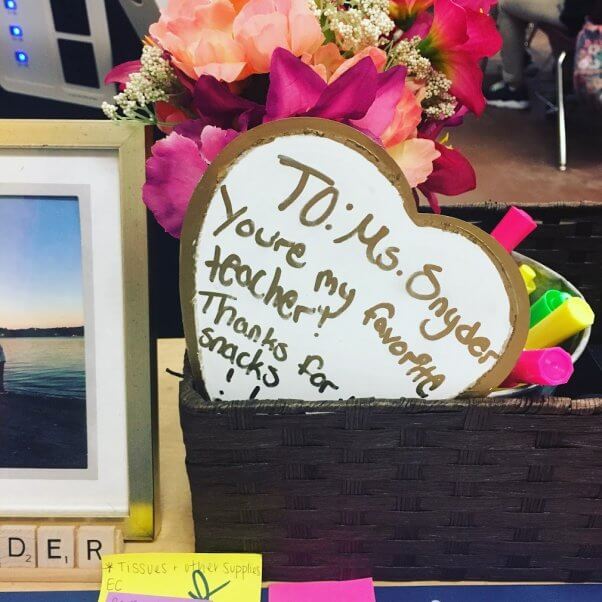 TO: Ms. Snyder
You're my favorite
teacher!
Thanks for
snacks
!
DER
* TISSUES + other supplies
EC